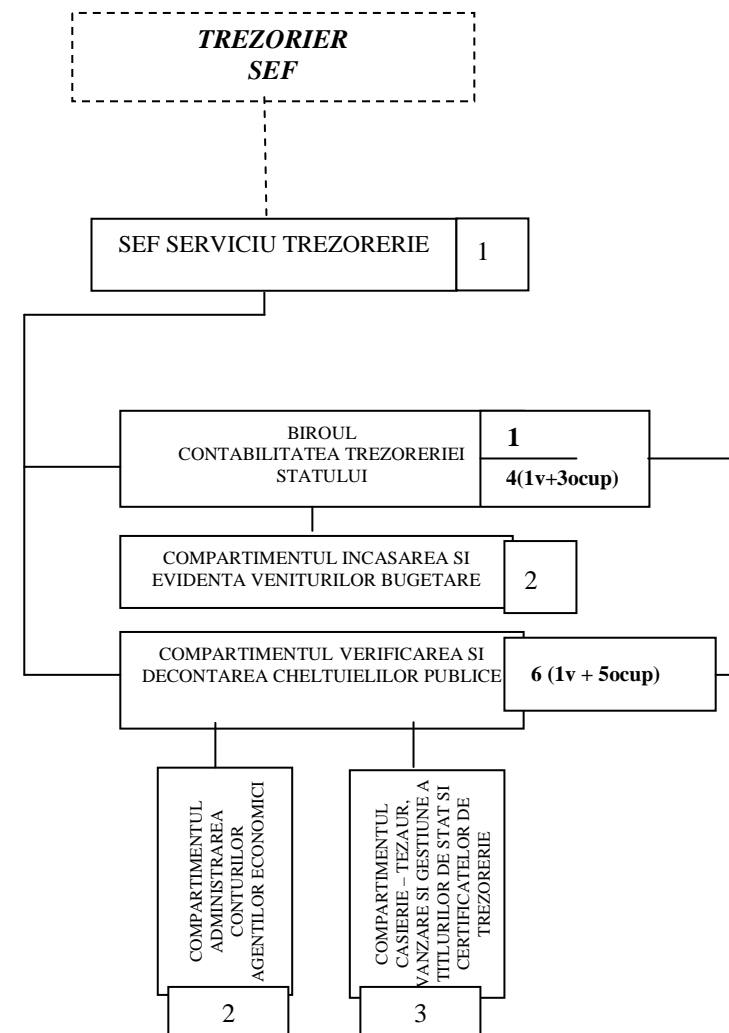 TREZORIER
SEF
SEF SERVICIU TREZORERIE
1
BIROUL
CONTABILITATEA TREZORERIEI
STATULUI
1
4(1v+3ocup)
COMPARTIMENTUL INCASAREA SI
EVIDENTA VENITURILOR BUGETARE
2
COMPARTIMENTUL VERIFICAREA SI
DECONTAREA CHELTUIELILOR PUBLICE
6 (1v + 5ocup)
COMPARTIMENTUL
ADMINISTRAREA
CONTURILOR
AGENTILOR ECONOMICI
2
COMPARTIMENTUL
CASIERIE – TEZAUR,
VANZARE SI GESTIUNE A
TITLURILOR DE STAT SI
CERTIFICATELOR DE
TREZORERIE
3